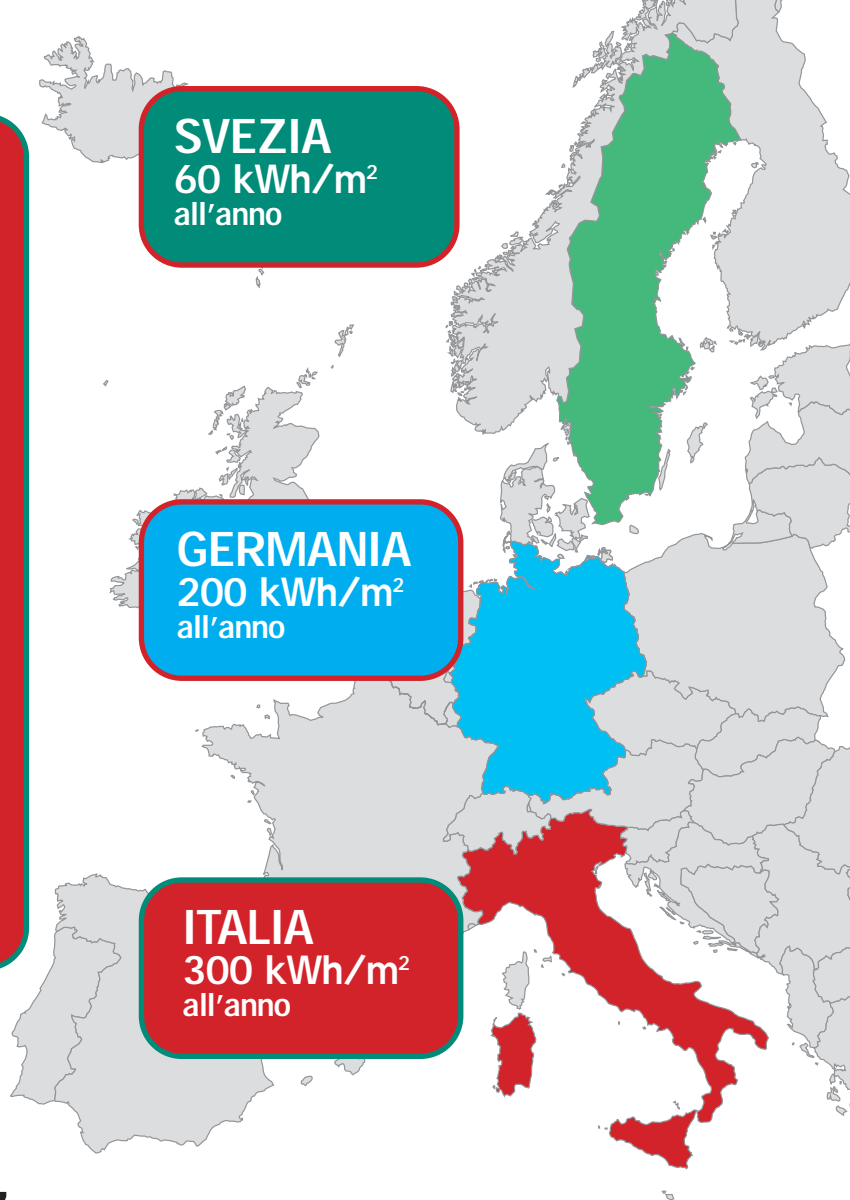 SVEZIA
60 kWh/m²
all'anno
GERMANIA
200 kWh/m²
all'anno
ITALIA
300 kWh/m²
all'anno